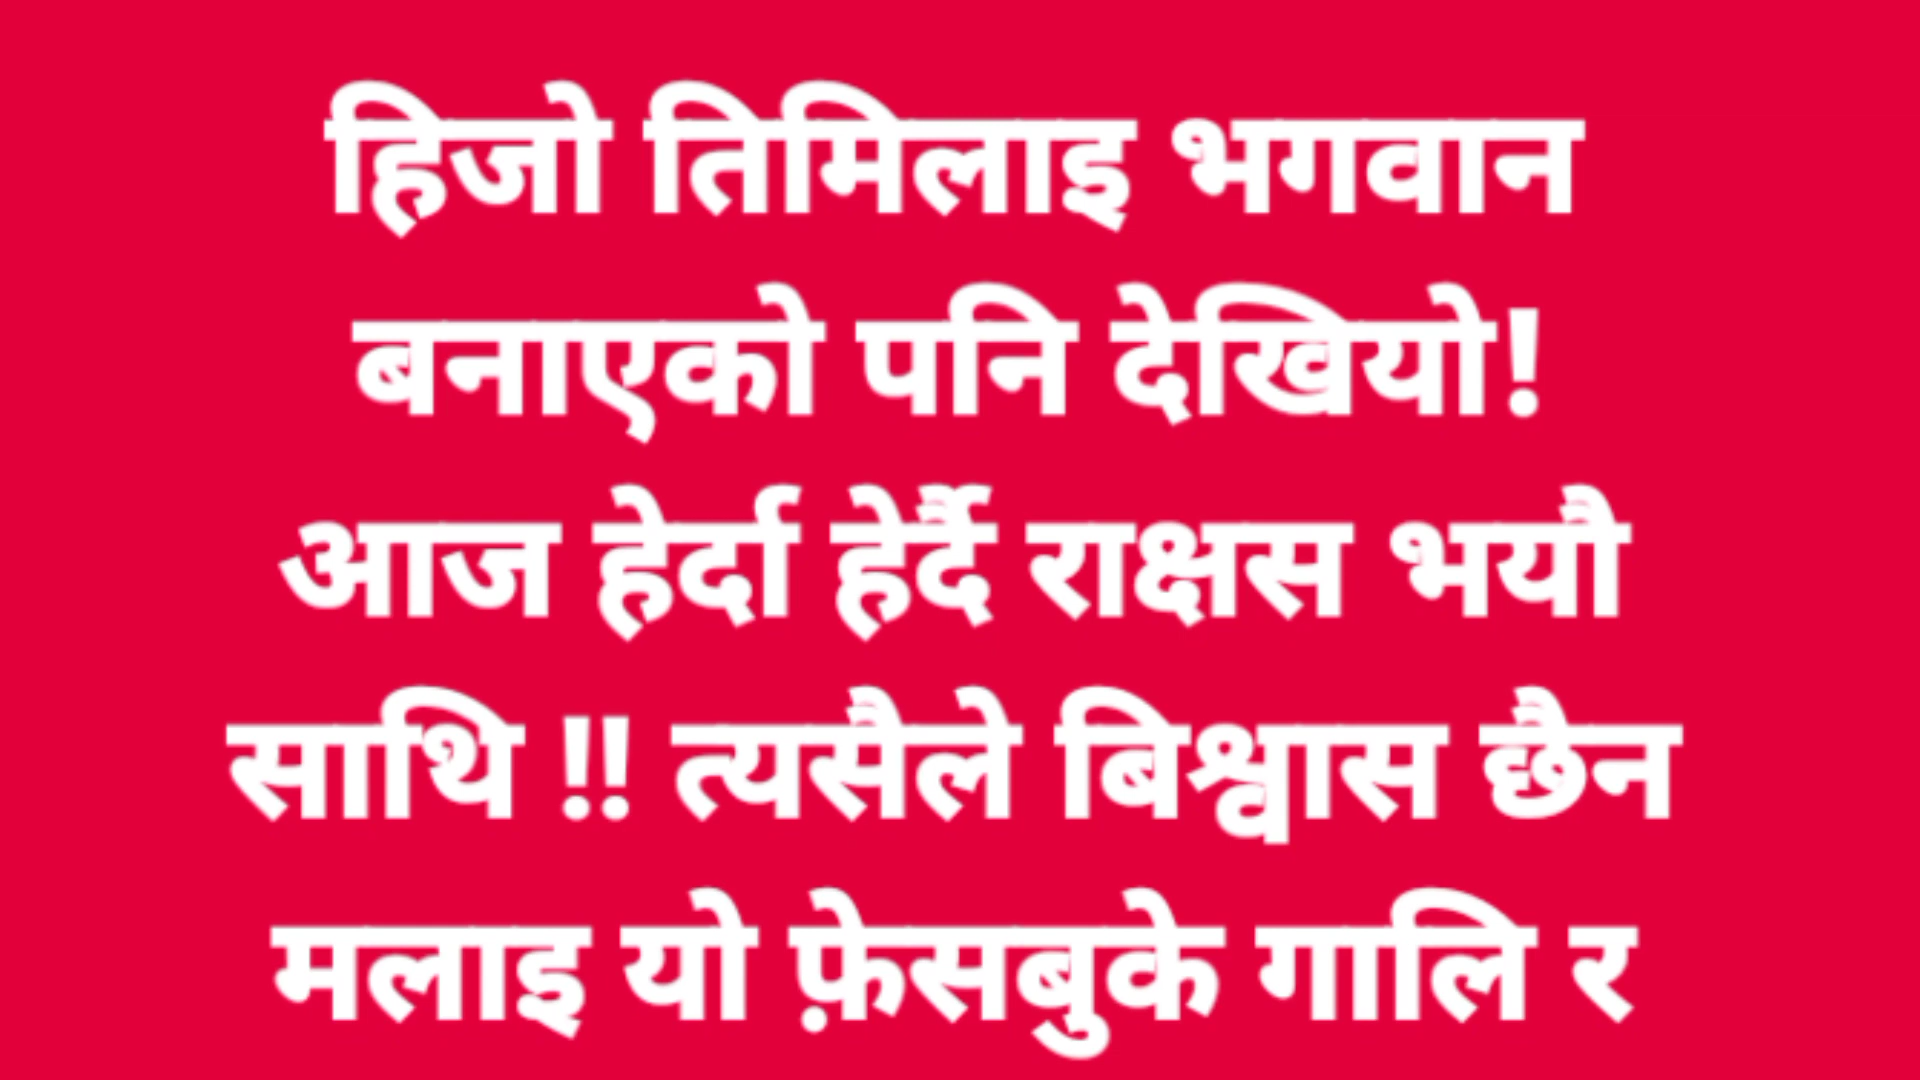 हिजो तिमिलाइ भगवान
बनाएको पनि देखियो!
आज हेर्दा हेर्दै राक्षस भयौ
साथि !! त्यसैले बिश्वास छैन
मलाइ यो फ़ेसबुके गालि र